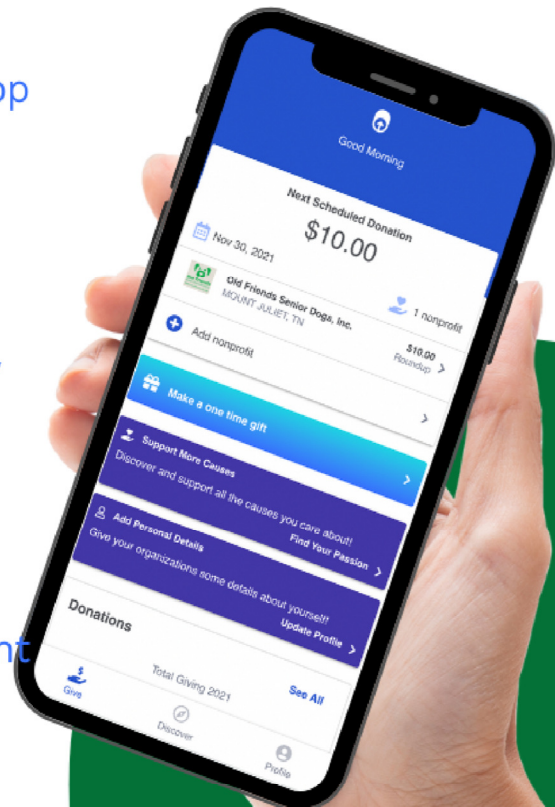 op
Good Morning
Next Scheduled Donation
$10.00
Nov 30, 2021
1 nonprofit
Old Friends Senior Dogs, Inc.
$10.00
MOUNT JULIET, TN
Roundup
Add nonprofit
Make a one time gift
Support More Causes
Discover and support all the causes you care about!
Find Your Passion
Add Personal Details
Give your organizations some details about yourself!
Update Profile
Donations
nt
Total Giving 2021
See All
Give
Discover
Profile